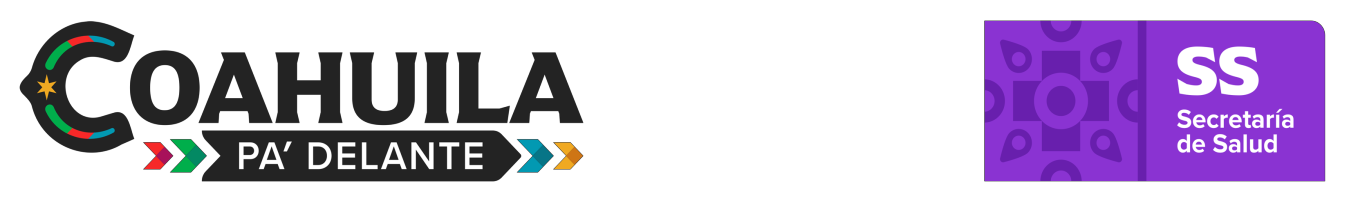 COAHUILA
PA’ DELANTE
SS
Secretaría
de Salud